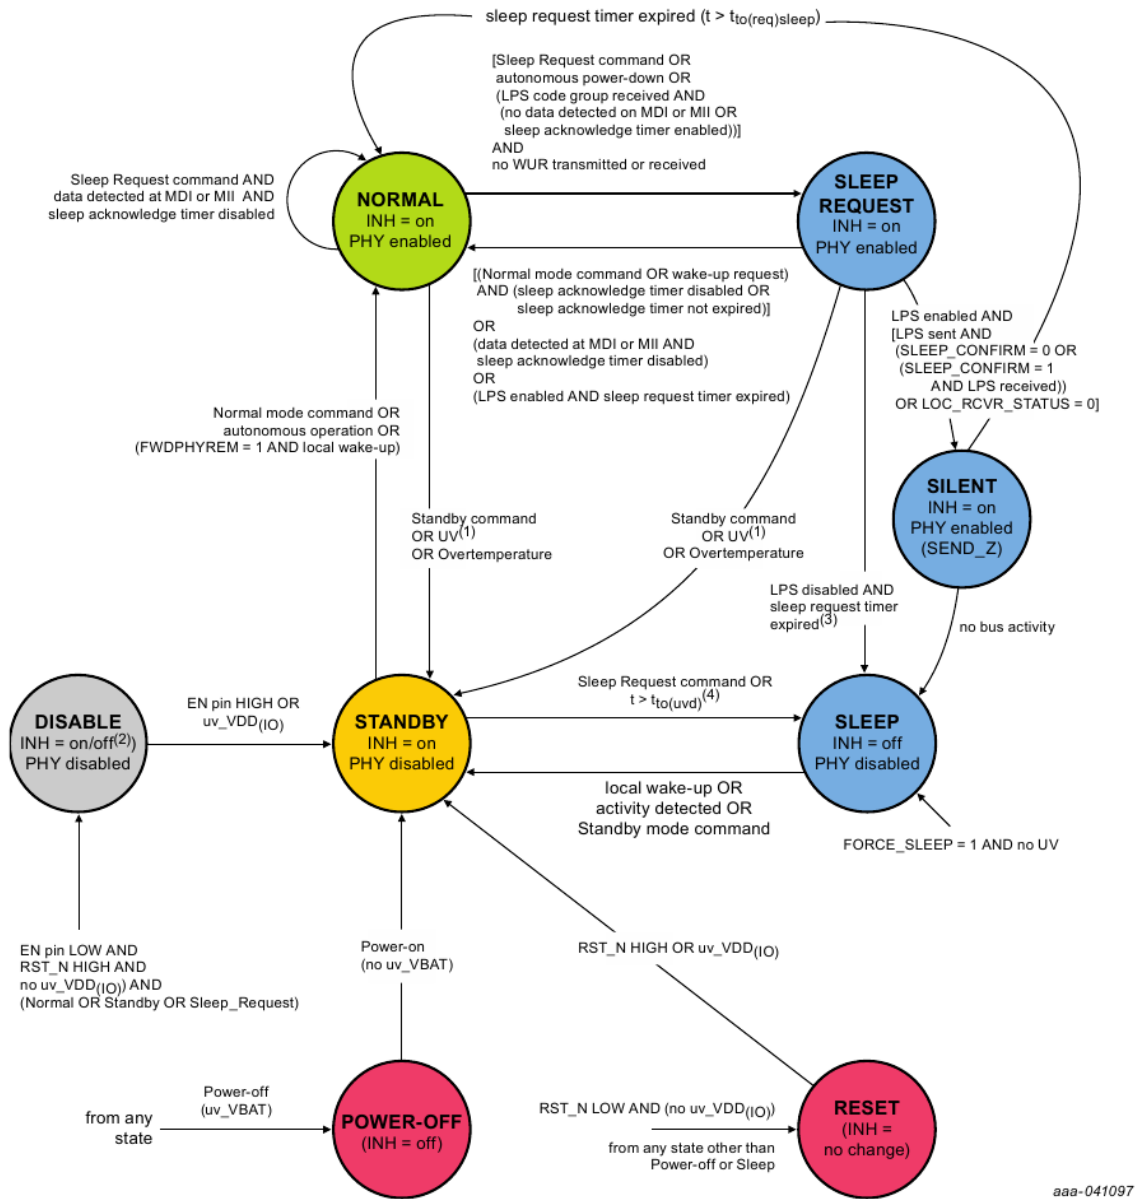 sleep request timer expired (t > tto(req)sleep)
[Sleep Request command OR
autonomous power-down OR
(LPS code group received AND
(no data detected on MDI or MII OR
sleep acknowledge timer enabled))]
AND
no WUR transmitted or received
Sleep Request command AND
data detected at MDI or MII AND
sleep acknowledge timer disabled
NORMAL
INH = on
PHY enabled
SLEEP
REQUEST
INH = on
PHY enabled
[(Normal mode command OR wake-up request)
AND (sleep acknowledge timer disabled OR
sleep acknowledge timer not expired)]
OR
(data detected at MDI or MII AND
sleep acknowledge timer disabled)
OR
(LPS enabled AND sleep request timer expired)
LPS enabled AND
[LPS sent AND
(SLEEP_CONFIRM = 0 OR
(SLEEP_CONFIRM = 1
AND LPS received))
OR LOC_RCVR_STATUS = 0]
Normal mode command OR
autonomous operation OR
(FWDPHYREM = 1 AND local wake-up)
SILENT
INH = on
PHY enabled
(SEND_Z)
Standby command
OR UV(1)
OR Overtemperature
Standby command
OR UV(1)
OR Overtemperature
LPS disabled AND
sleep request timer
expired(3)
no bus activity
DISABLE
INH = on/off(2))
PHY disabled
EN pin HIGH OR
uv_VDD(IO)
STANDBY
INH = on
PHY disabled
Sleep Request command OR
t > tto(uvd)(4)
SLEEP
INH = off
PHY disabled
local wake-up OR
activity detected OR
Standby mode command
FORCE_SLEEP = 1 AND no UV
EN pin LOW AND
RST_N HIGH AND
no uv_VDD(IO)) AND
(Normal OR Standby OR Sleep_Request)
Power-on
(no uv_VBAT)
RST_N HIGH OR uv_VDD(IO)
from any
state
Power-off
(uv_VBAT)
POWER-OFF
(INH = off)
RST_N LOW AND (no uv_VDD(IO))
from any state other than
Power-off or Sleep
RESET
(INH =
no change)
aaa-041097